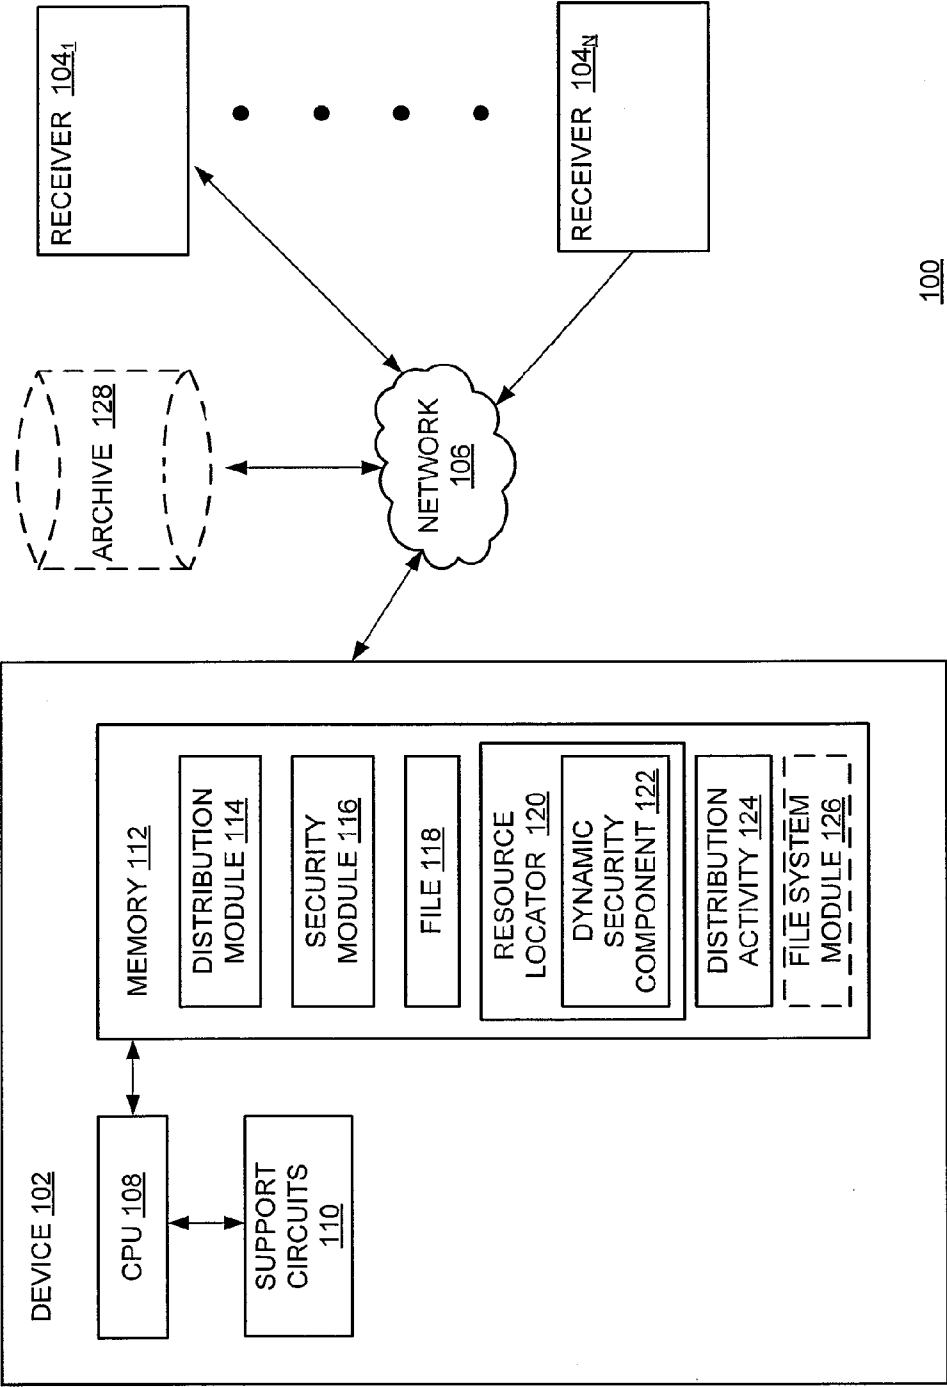 DEVICE 102
CPU 108
SUPPORT
CIRCUITS
110
MEMORY 112
DISTRIBUTION
MODULE 114
SECURITY
MODULE 116
FILE 118
RESOURCE
LOCATOR 120
DYNAMIC
SECURITY
COMPONENT 122
DISTRIBUTION
ACTIVITY 124
FILE SYSTEM
MODULE 126
ARCHIVE 128
NETWORK
106
RECEIVER 104₁
RECEIVER 104N
100